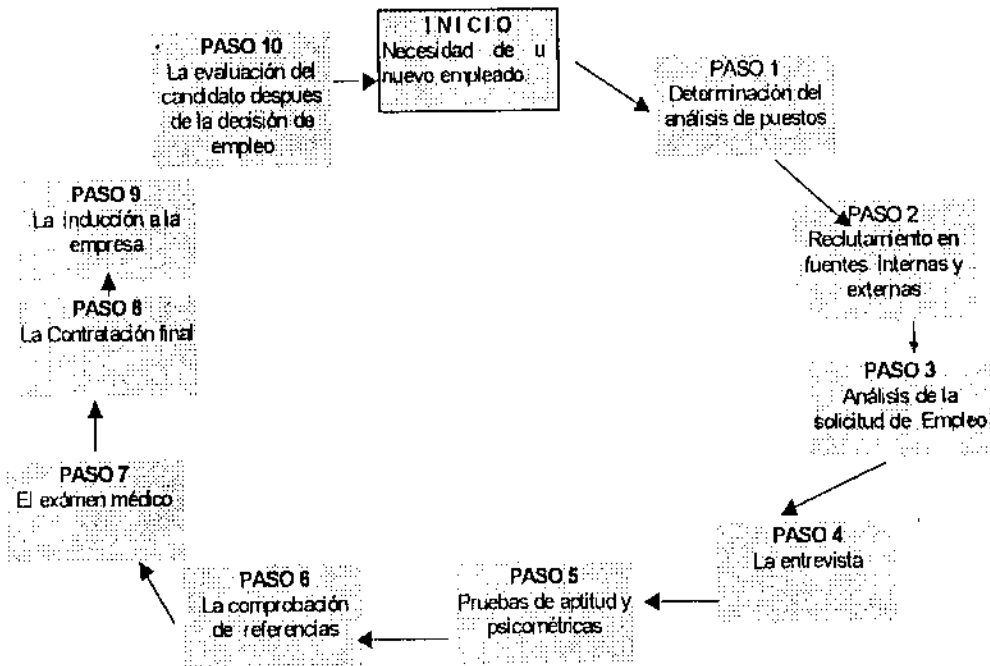 INICIO
Necesidad de u
nuevo empleado.
PASO 1
Determinación del
análisis de puestos
PASO 2
Reclutamiento en
fuentes Internas y
externas
PASO 3
Análisis de la
solicitud de Empleo
PASO 4
La entrevista
PASO 5
Pruebas de aptitud y
psicométricas
PASO 6
La comprobación
de referencias
PASO 7
El exámen médico
PASO 8
La Contratación final
PASO 9
La inducción a la
empresa
PASO 10
La evaluación del
candidato despues
de la decisión de
empleo